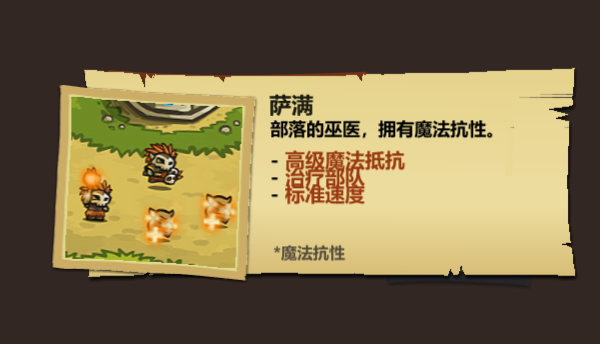 萨满
部落的巫医，拥有魔法抗性。
- 高级魔法抵抗
- 治疗部队
- 标准速度
*魔法抗性